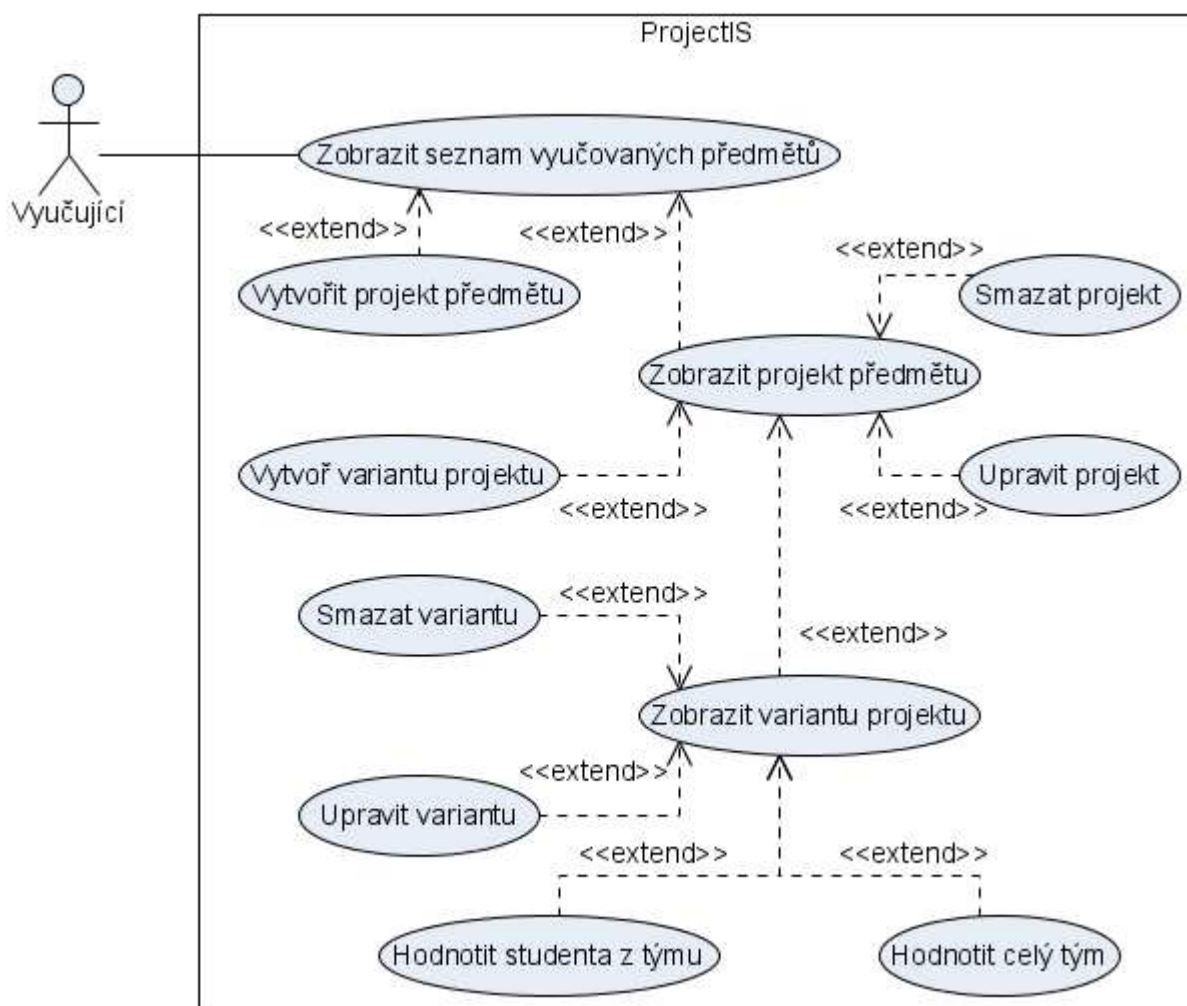 ProjectIS
Zobrazit seznam vyučovaných předmětů
Vyučující
<<extend>>
<<extend>>
<<extend>>
Vytvořit projekt předmětu
Smazat projekt
Zobrazit projekt předmětu
Vytvoř variantu projektu
Upravit projekt
<<extend>>
<<extend>>
<<extend>>
Smazat variantu
<<extend>>
Zobrazit variantu projektu
<<extend>>
Upravit variantu
<<extend>>
<<extend>>
Hodnotit studenta z týmu
Hodnotit celý tým